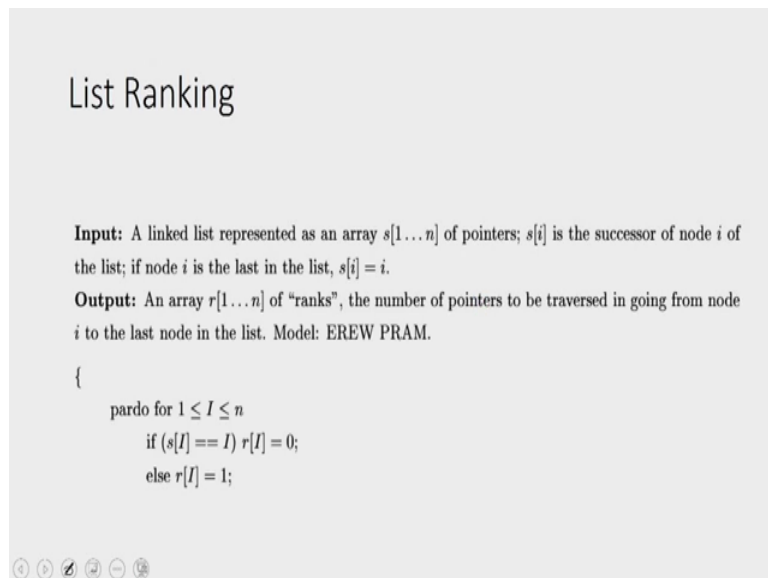 List Ranking
Input: A linked list represented as an array s[1...n] of pointers; s[i] is the successor of node i of
the list; if node i is the last in the list, s[i] = i.
Output: An array r[1...n] of “ranks”, the number of pointers to be traversed in going from node
i to the last node in the list. Model: EREW PRAM.
{
pardo for 1 ≤ I ≤ n
if (s[I] == I) r[I] = 0;
else r[I] = 1;